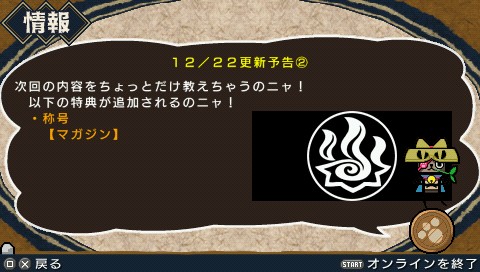 情報
12/22更新予告②
次回の内容をちょっとだけ教えちゃうのニャ!
以下の特典が追加されるのニャ!
・称号
【マガジン】
戻る
START オンラインを終了